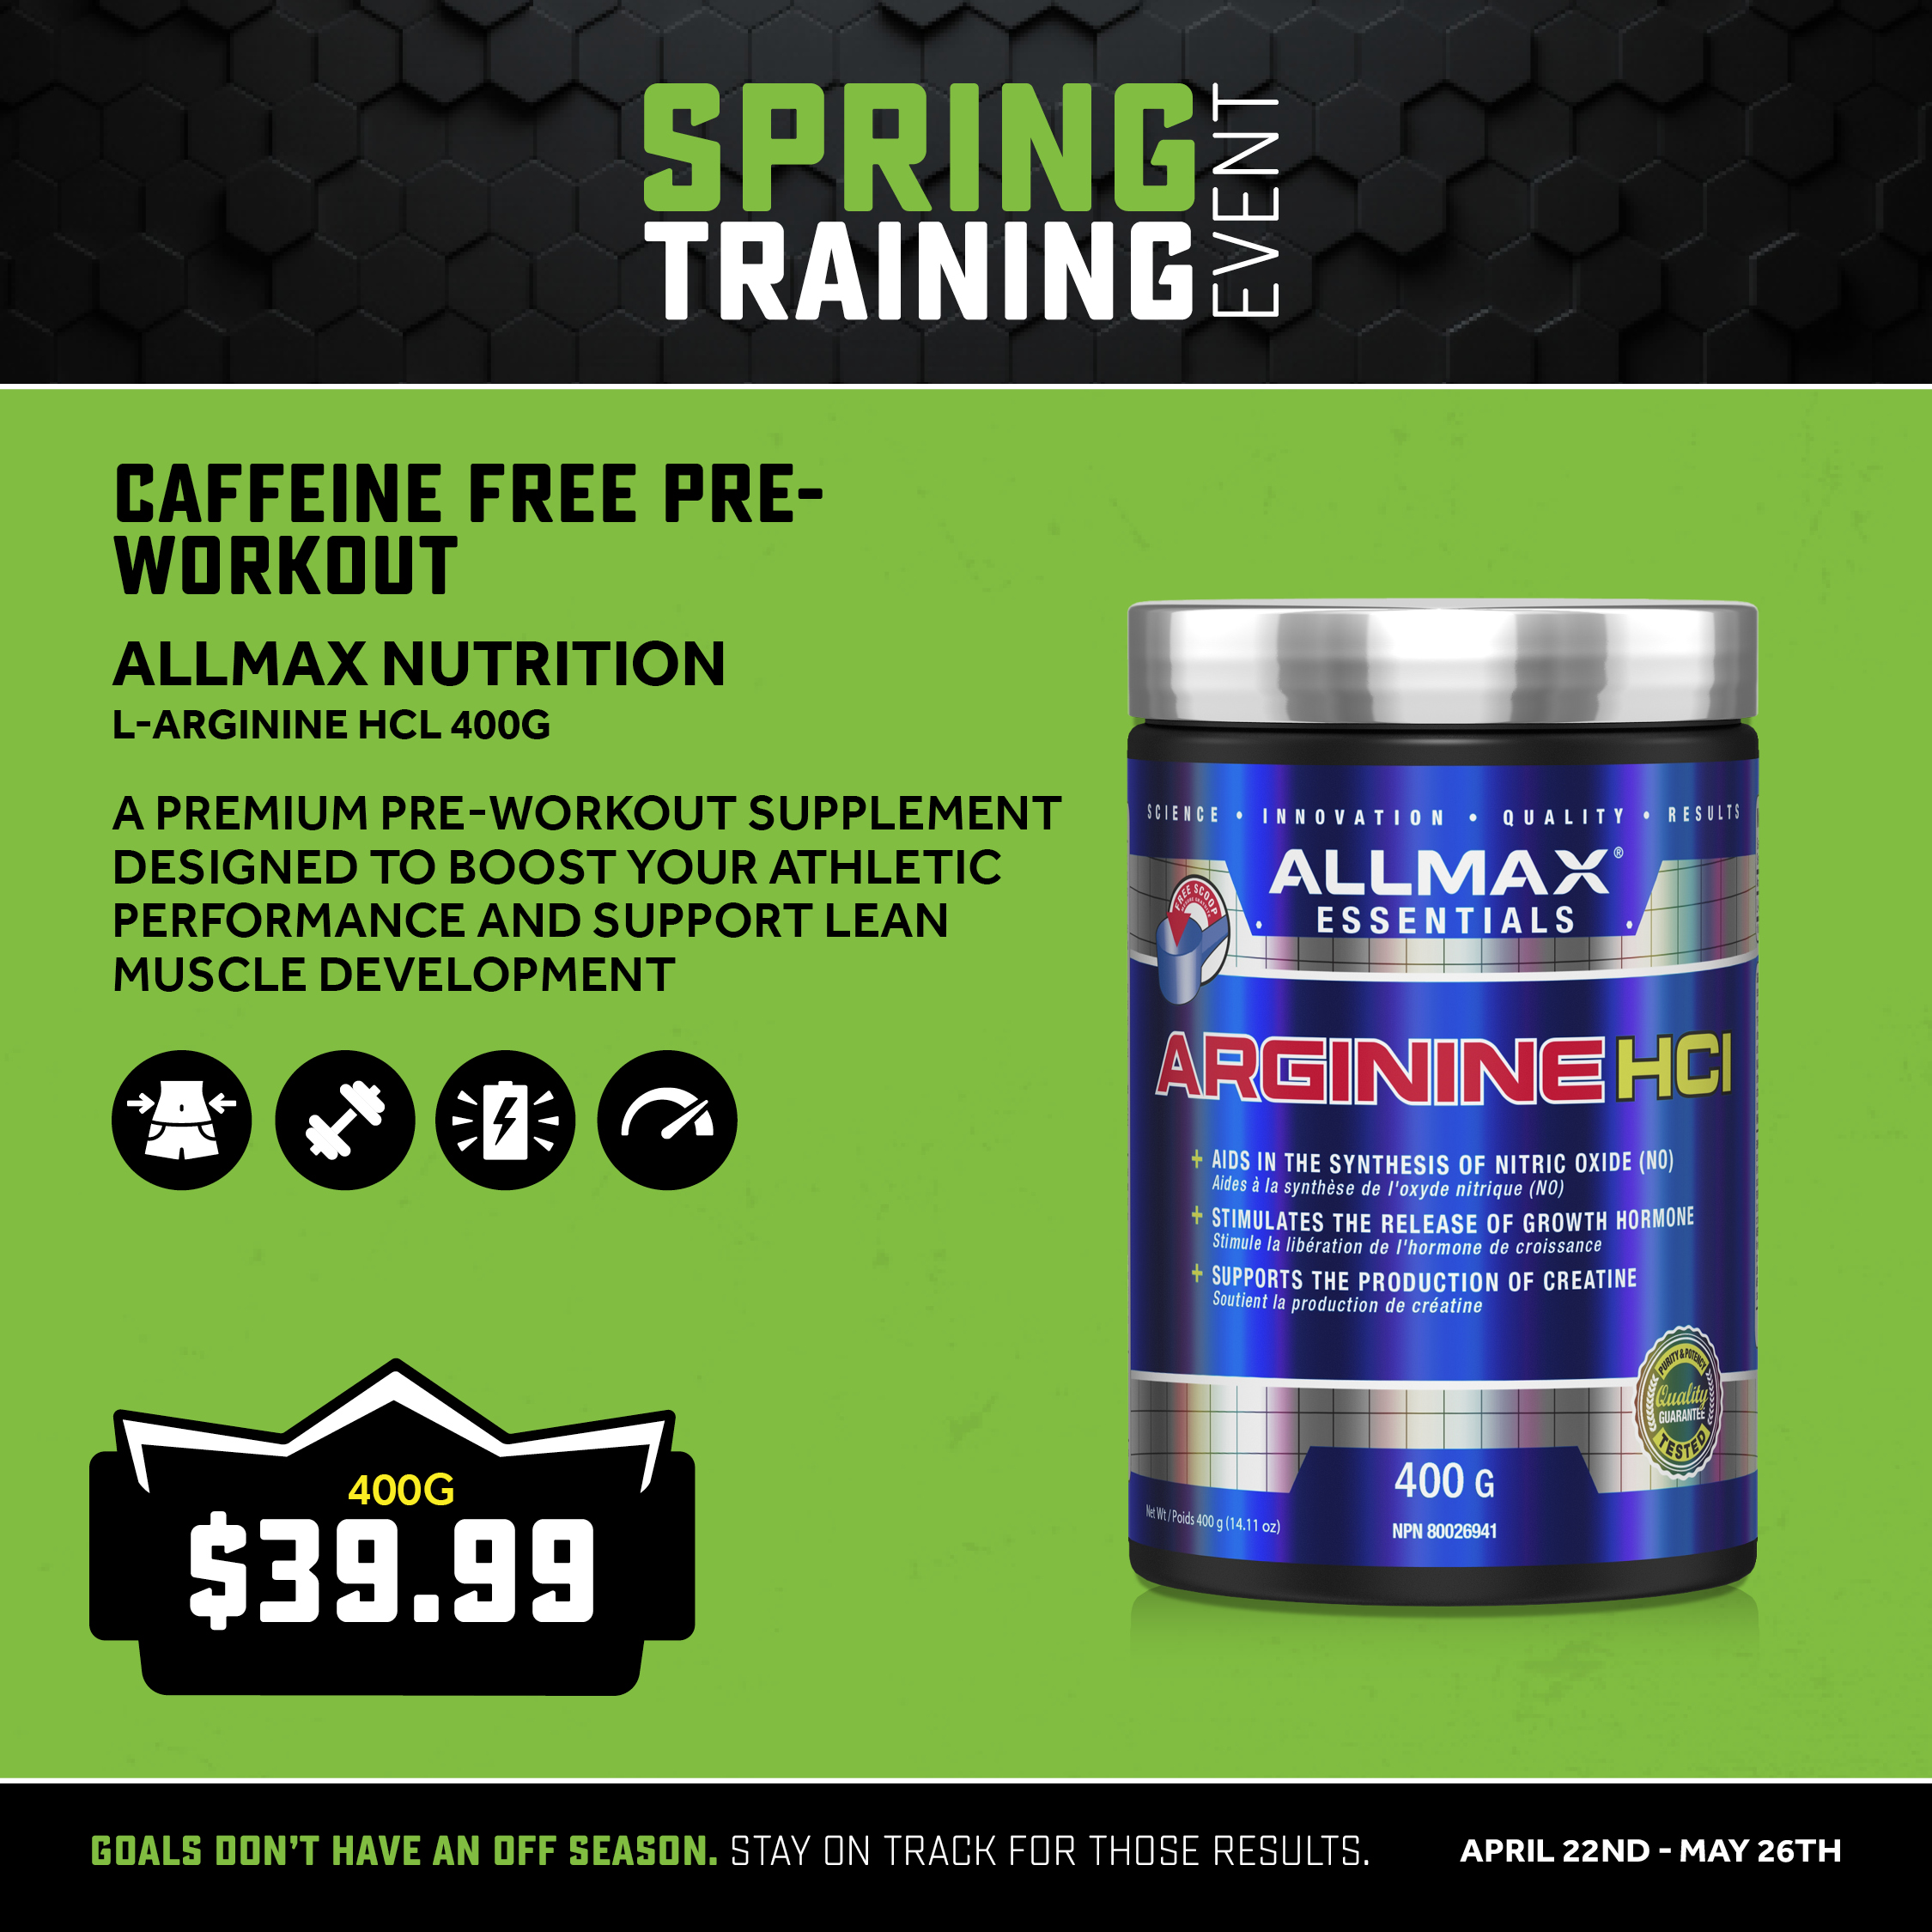 SPRING
TRAINING
EVENT
CAFFEINE FREE PRE-
WORKOUT
ALLMAX NUTRITION
L-ARGININE HCL 400G
A PREMIUM PRE-WORKOUT SUPPLEMENT
DESIGNED TO BOOST YOUR ATHLETIC
PERFORMANCE AND SUPPORT LEAN
MUSCLE DEVELOPMENT
400G
$39.99
SCIENCE • INNOVATION • QUALITY • RESULTS
ALLMAX®
ESSENTIALS
FREE SCOOP
ARGININE HCl
+ AIDS IN THE SYNTHESIS OF NITRIC OXIDE (NO)
Aides à la synthèse de l'oxyde nitrique (NO)
+ STIMULATES THE RELEASE OF GROWTH HORMONE
Stimule la libération de l'hormone de croissance
+ SUPPORTS THE PRODUCTION OF CREATINE
Soutient la production de créatine
PURITY & POTENCY
Quality
GUARANTEE
TESTED
400 G
Net Wt / Poids 400 g (14.11 oz)
NPN 80026941
GOALS DON'T HAVE AN OFF SEASON. STAY ON TRACK FOR THOSE RESULTS.
APRIL 22ND - MAY 26TH